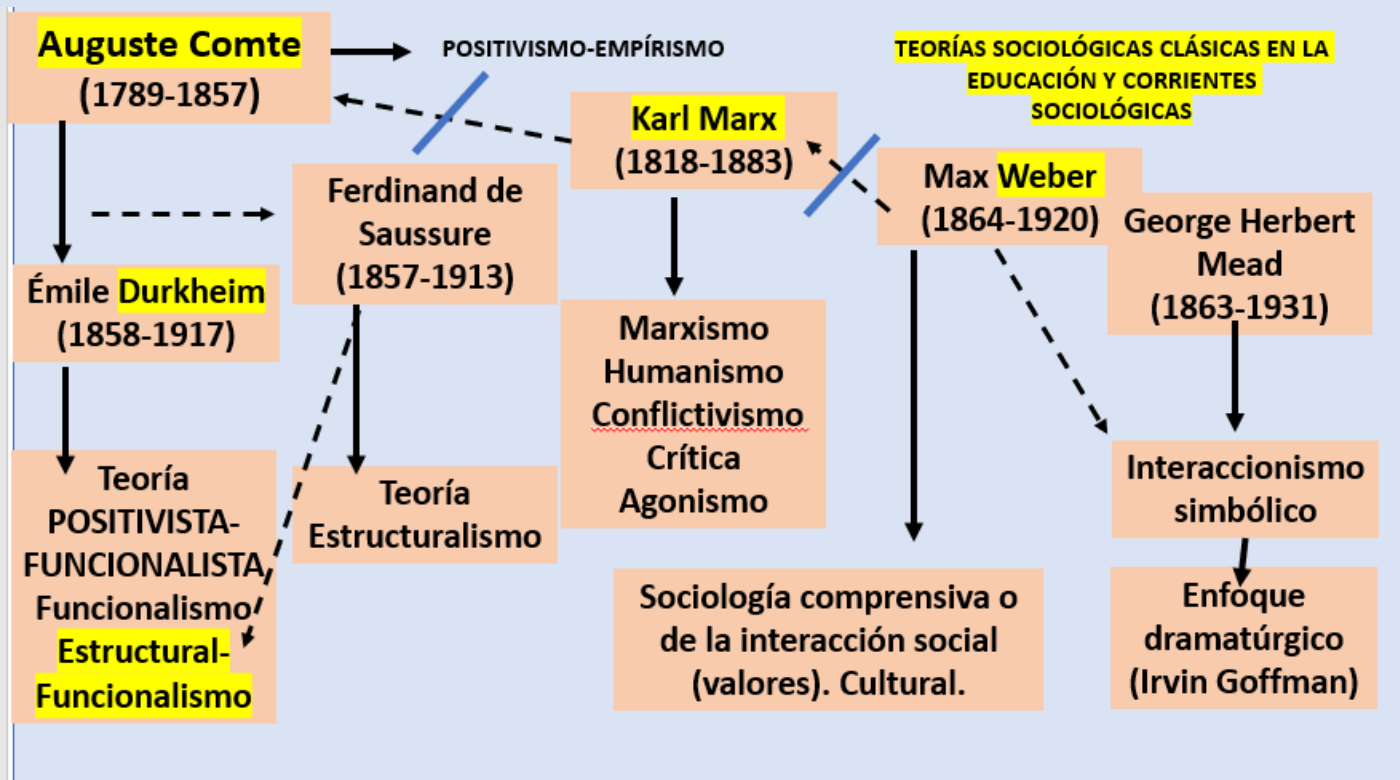 Auguste Comte
(1789-1857)
POSITIVISMO-EMPÍRISMO
TEORÍAS SOCIOLÓGICAS CLÁSICAS EN LA
EDUCACIÓN Y CORRIENTES
SOCIOLÓGICAS
Karl Marx
(1818-1883)
Max Weber
(1864-1920)
George Herbert
Mead
(1863-1931)
Ferdinand de
Saussure
(1857-1913)
Émile Durkheim
(1858-1917)
Marxismo
Humanismo
Conflictivismo
Crítica
Agonismo
Teoría
POSITIVISTA-
FUNCIONALISTA
Funcionalismo
Estructural-
Funcionalismo
Teoría
Estructuralismo
Sociología comprensiva o
de la interacción social
(valores). Cultural.
Interaccionismo
simbólico
Enfoque
dramatúrgico
(Irvin Goffman)